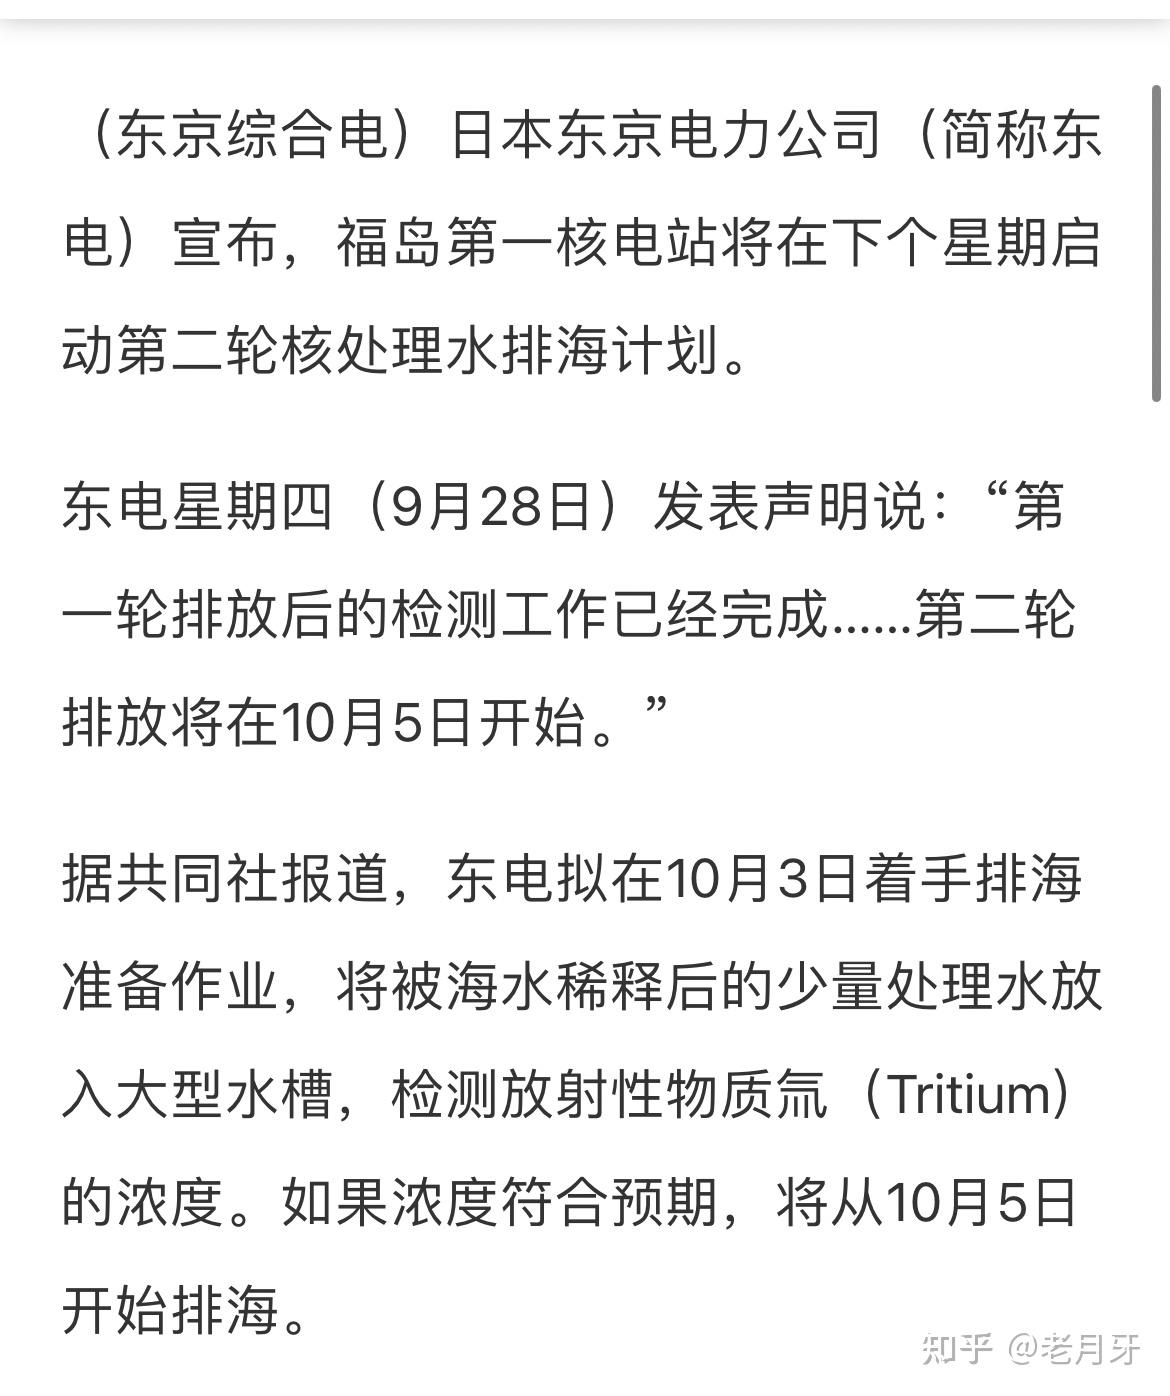 （东京综合电）日本东京电力公司（简称东
电）宣布，福岛第一核电站将在下个星期启
动第二轮核处理水排海计划。
东电星期四（9月28日）发表声明说：“第
一轮排放后的检测工作已经完成……第二轮
排放将在10月5日开始。”
据共同社报道，东电拟在10月3日着手排海
准备作业，将被海水稀释后的少量处理水放
入大型水槽，检测放射性物质氚（Tritium)
的浓度。如果浓度符合预期，将从10月5日
开始排海。
知乎 @老月牙